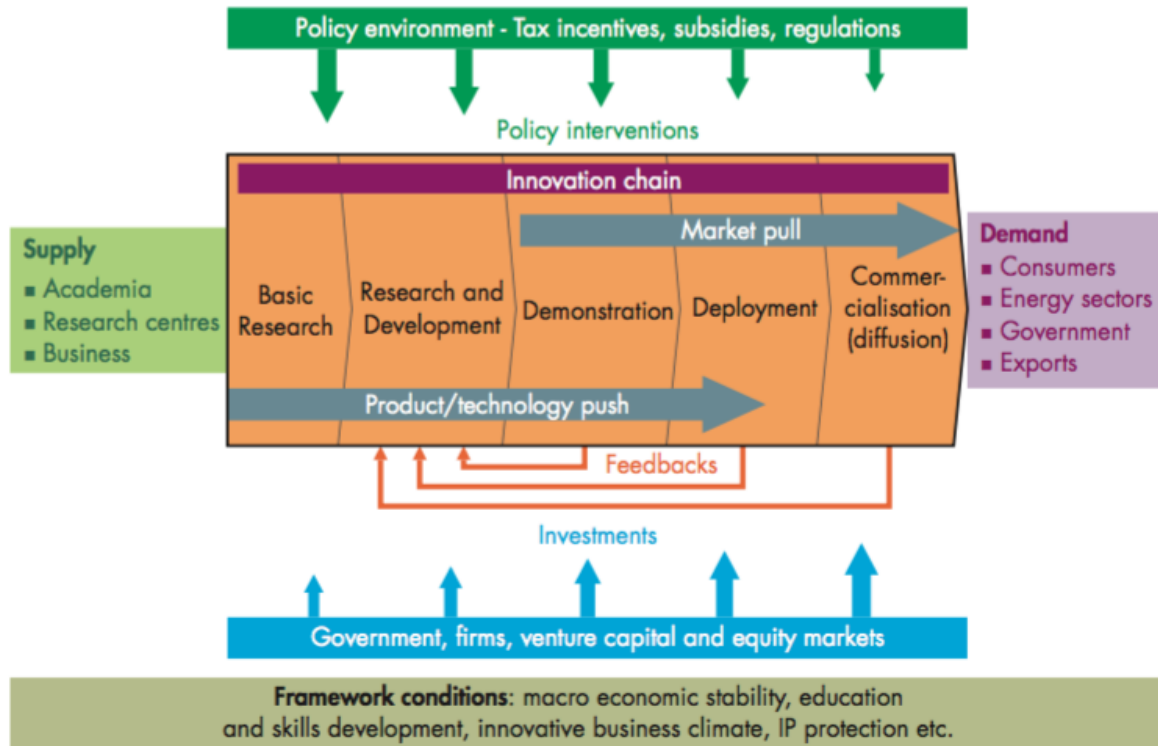 Policy environment - Tax incentives, subsidies, regulations
Policy interventions
Innovation chain
Market pull
Supply
▪ Academia
▪ Research centres
▪ Business
Basic
Research
Research and
Development
Demonstration
Deployment
Commer-
cialisation
(diffusion)
Demand
▪ Consumers
▪ Energy sectors
▪ Government
▪ Exports
Product/technology push
Feedbacks
Investments
Government, firms, venture capital and equity markets
Framework conditions: macro economic stability, education
and skills development, innovative business climate, IP protection etc.